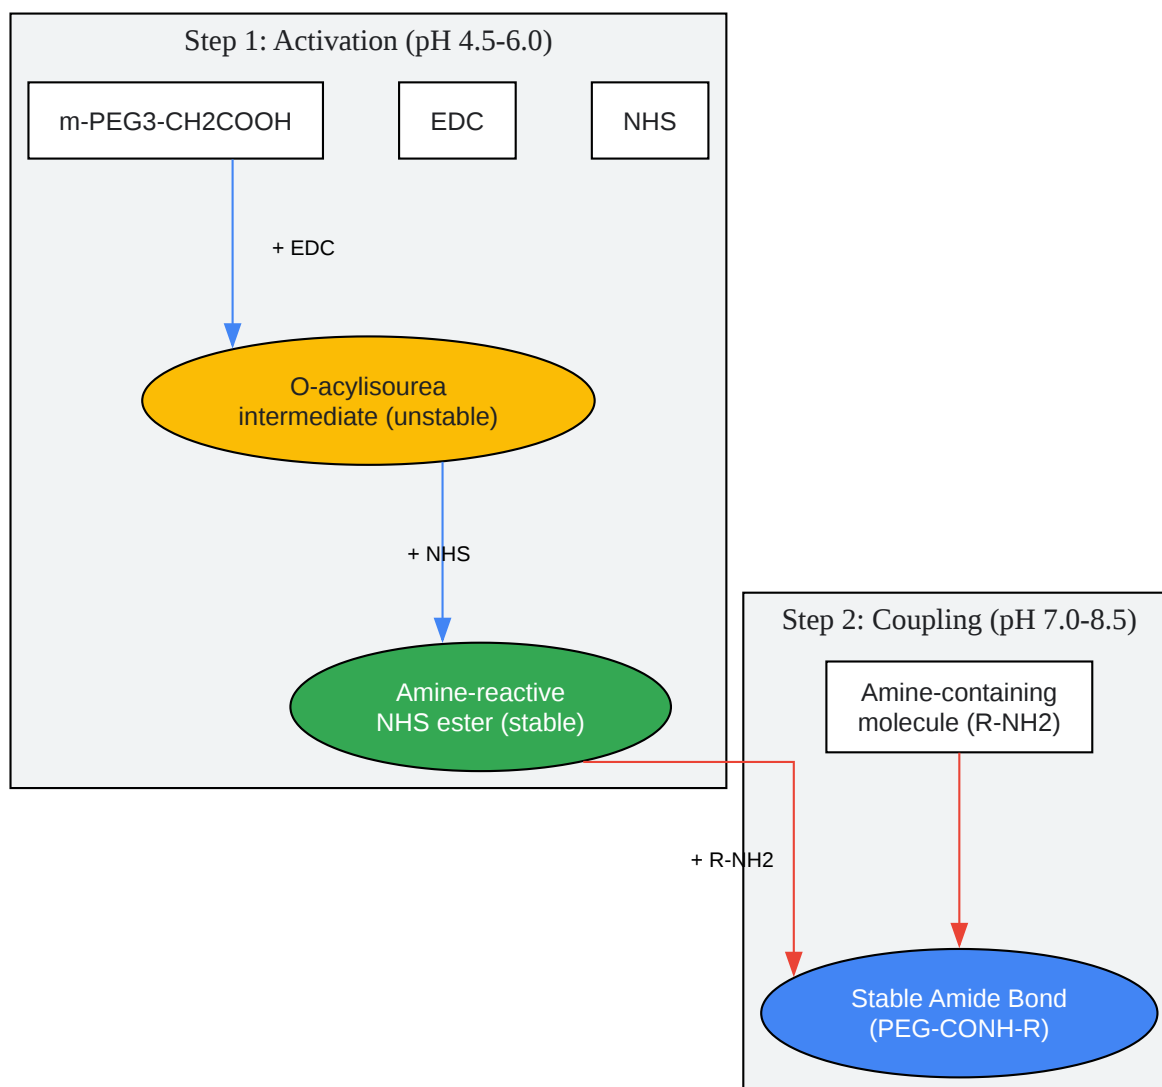 Step 1: Activation (pH 4.5-6.0)
m-PEG3-CH2COOH
EDC
NHS
+ EDC
O-acylisourea
intermediate (unstable)
+ NHS
Amine-reactive
NHS ester (stable)
Step 2: Coupling (pH 7.0-8.5)
Amine-containing
molecule (R-NH2)
+ R-NH2
Stable Amide Bond
(PEG-CONH-R)